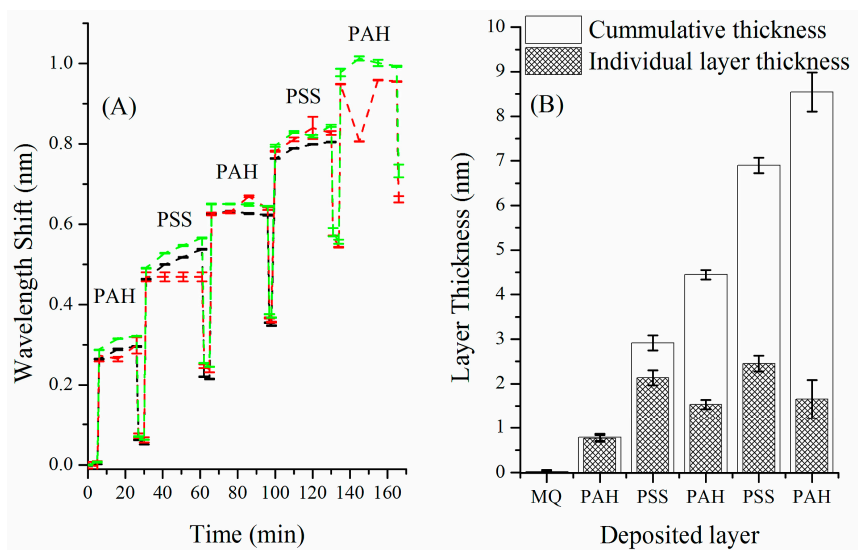 (A)
PAH
PSS
PAH
PSS
PAH
Wavelength Shift (nm)
1.0
0.8
0.6
0.4
0.2
0.0
0 20 40 60 80 100 120 140 160
Time (min)
(B)
Cummulative thickness
Individual layer thickness
Layer Thickness (nm)
10
9
8
7
6
5
4
3
2
1
0
MQ PAH PSS PAH PSS PAH
Deposited layer